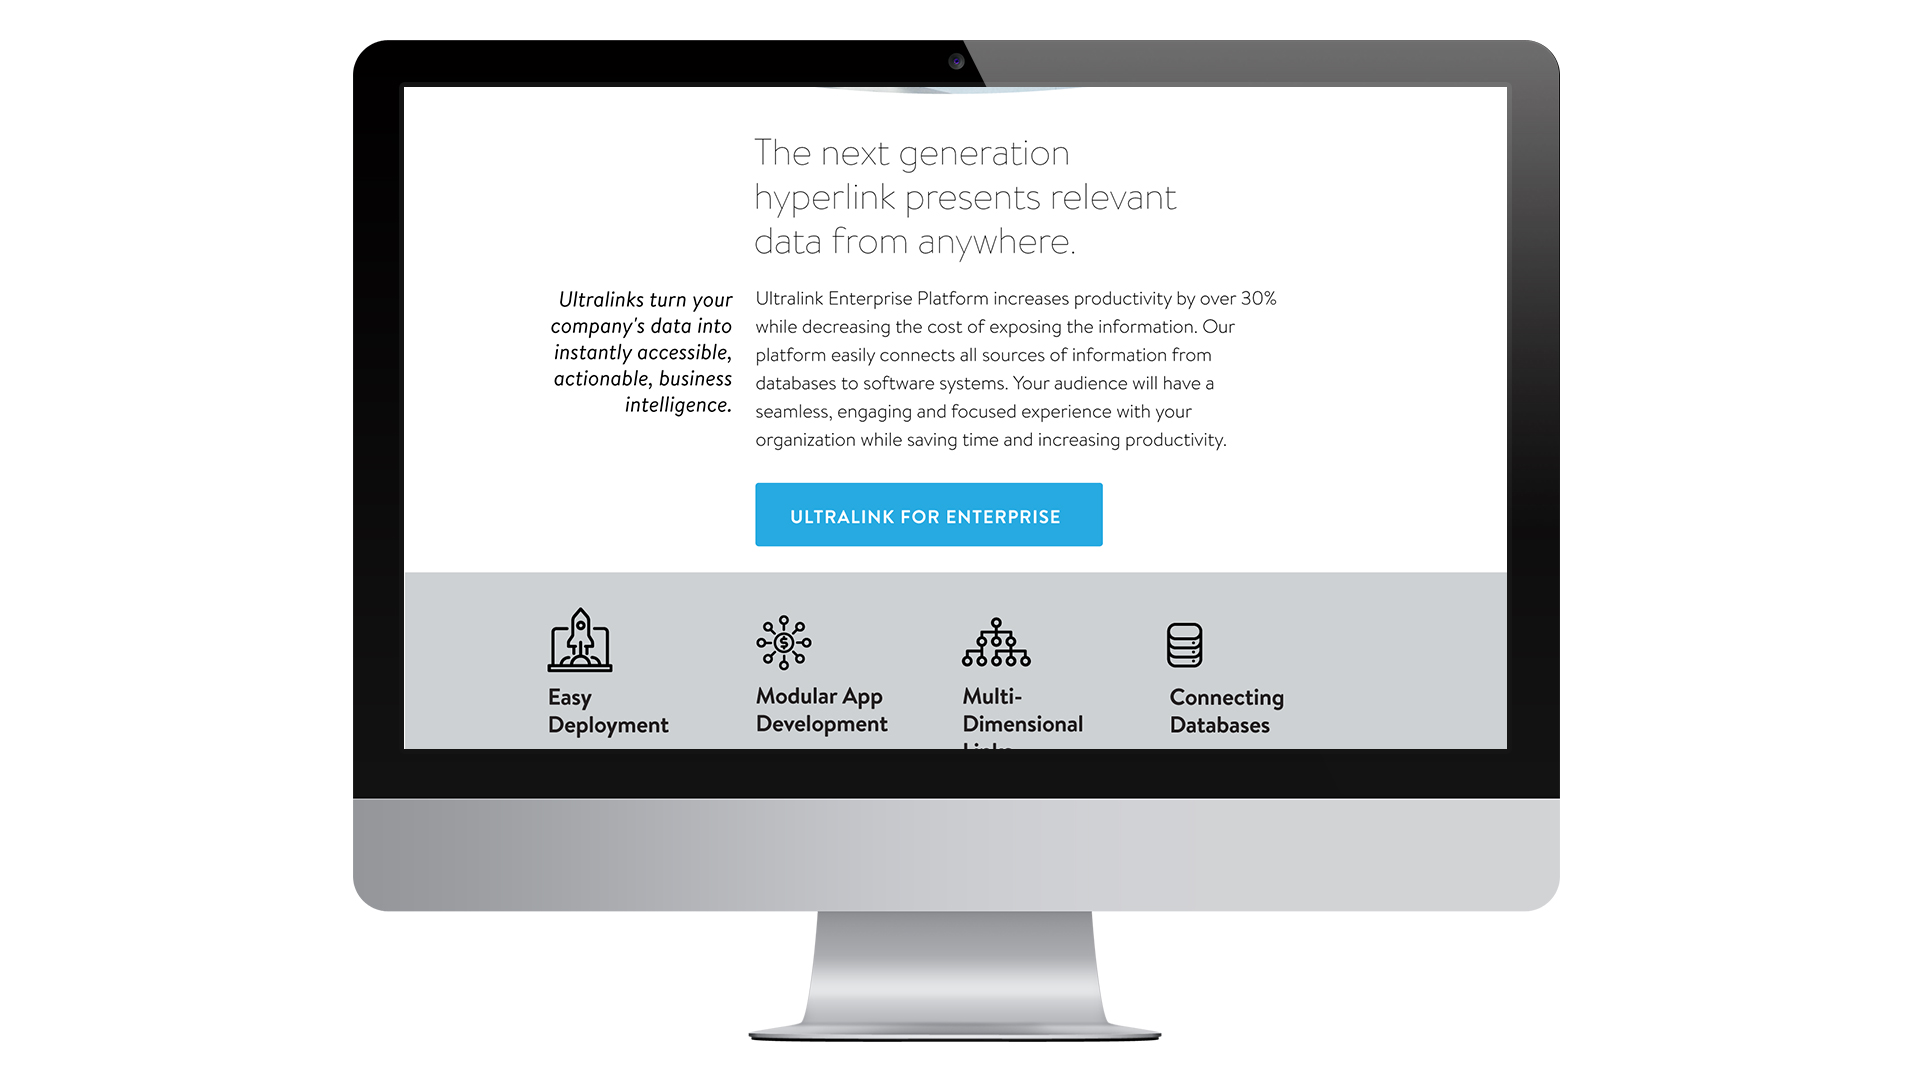 The next generation
hyperlink presents relevant
data from anywhere.
Ultralinks turn your
company's data into
instantly accessible,
actionable, business
intelligence.
Ultralink Enterprise Platform increases productivity by over 30%
while decreasing the cost of exposing the information. Our
platform easily connects all sources of information from
databases to software systems. Your audience will have a
seamless, engaging and focused experience with your
organization while saving time and increasing productivity.
ULTRALINK FOR ENTERPRISE
Easy
Deployment
Modular App
Development
Multi-
Dimensional
Links
Connecting
Databases